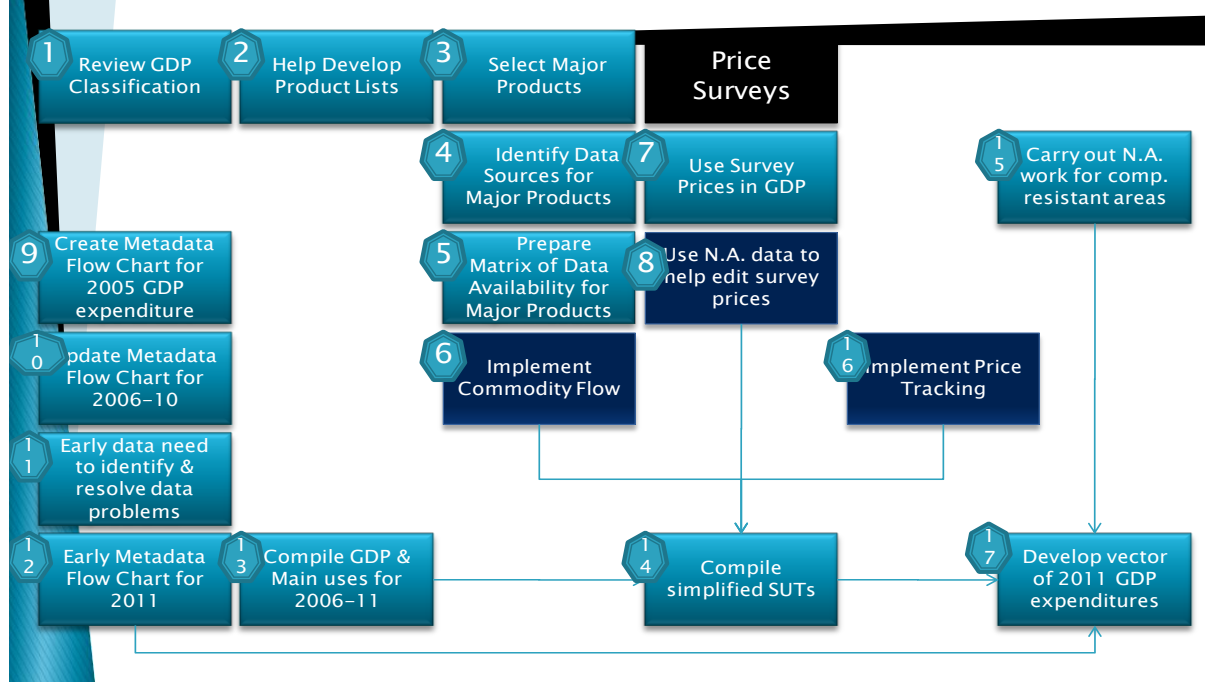 1
Review GDP
Classification
2
Help Develop
Product Lists
3
Select Major
Products
Price
Surveys
4
Identify Data
Sources for
Major Products
7
Use Survey
Prices in GDP
1
5
Carry out N.A.
work for comp.
resistant areas
9
Create Metadata
Flow Chart for
2005 GDP
expenditure
5
Prepare
Matrix of Data
Availability for
Major Products
8
Use N.A. data to
help edit survey
prices
1
0
pdate Metadata
Flow Chart for
2006-10
6
Implement
Commodity Flow
1
6
Implement Price
Tracking
1
1
Early data need
to identify &
resolve data
problems
1
2
Early Metadata
Flow Chart for
2011
1
3
Compile GDP &
Main uses for
2006-11
1
4
Compile
simplified SUTs
1
7
Develop vector
of 2011 GDP
expenditures